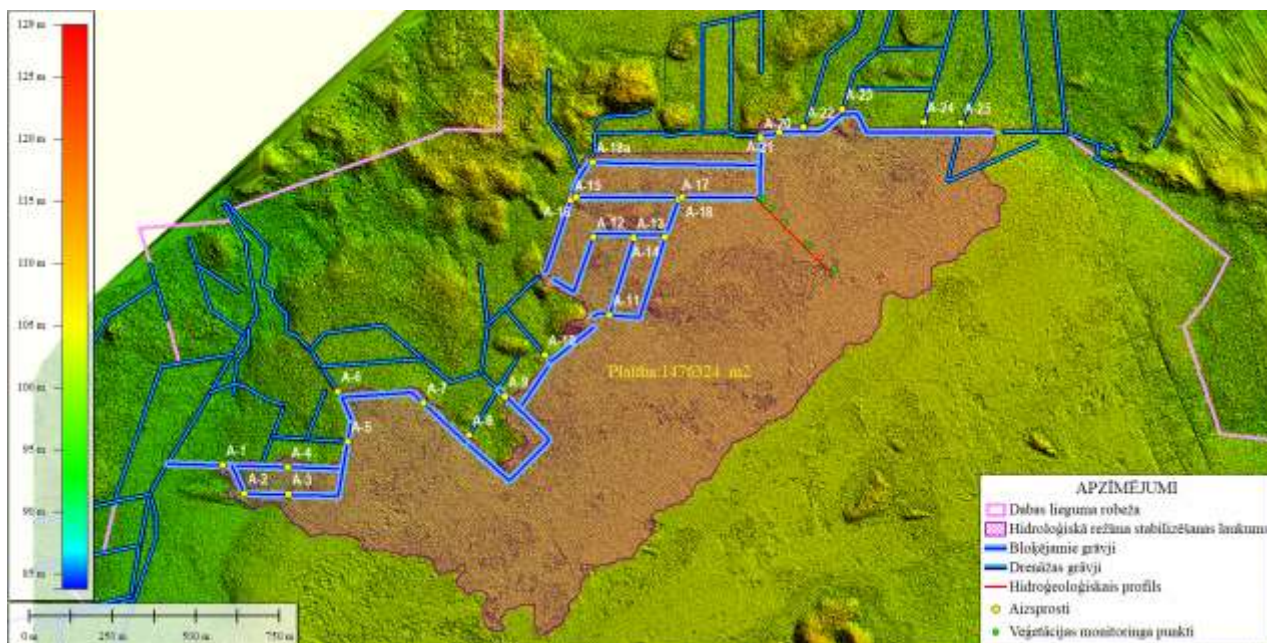 120 m
125 m
120 m
115 m
110 m
105 m
100 m
95 m
90 m
85 m
0 m
250 m
500 m
750 m
A-1
A-2
A-3
A-4
A-5
A-6
A-7
A-8
A-9
A-10
A-11
A-12
A-13
A-14
A-15
A-16
A-17
A-18
A-18a
A-22
A-23
A-24
A-25
Platība:1476324 m2
APZĪMĒJUMI
Dabas lieguma robeža
Hidroloģiskā režīma stabilizēšanas laukums
Bloķējamie grāvji
Drenāžas grāvji
Hidroģeoloģiskais profils
Aizsprosti
Veģetācijas monitoringa punkti